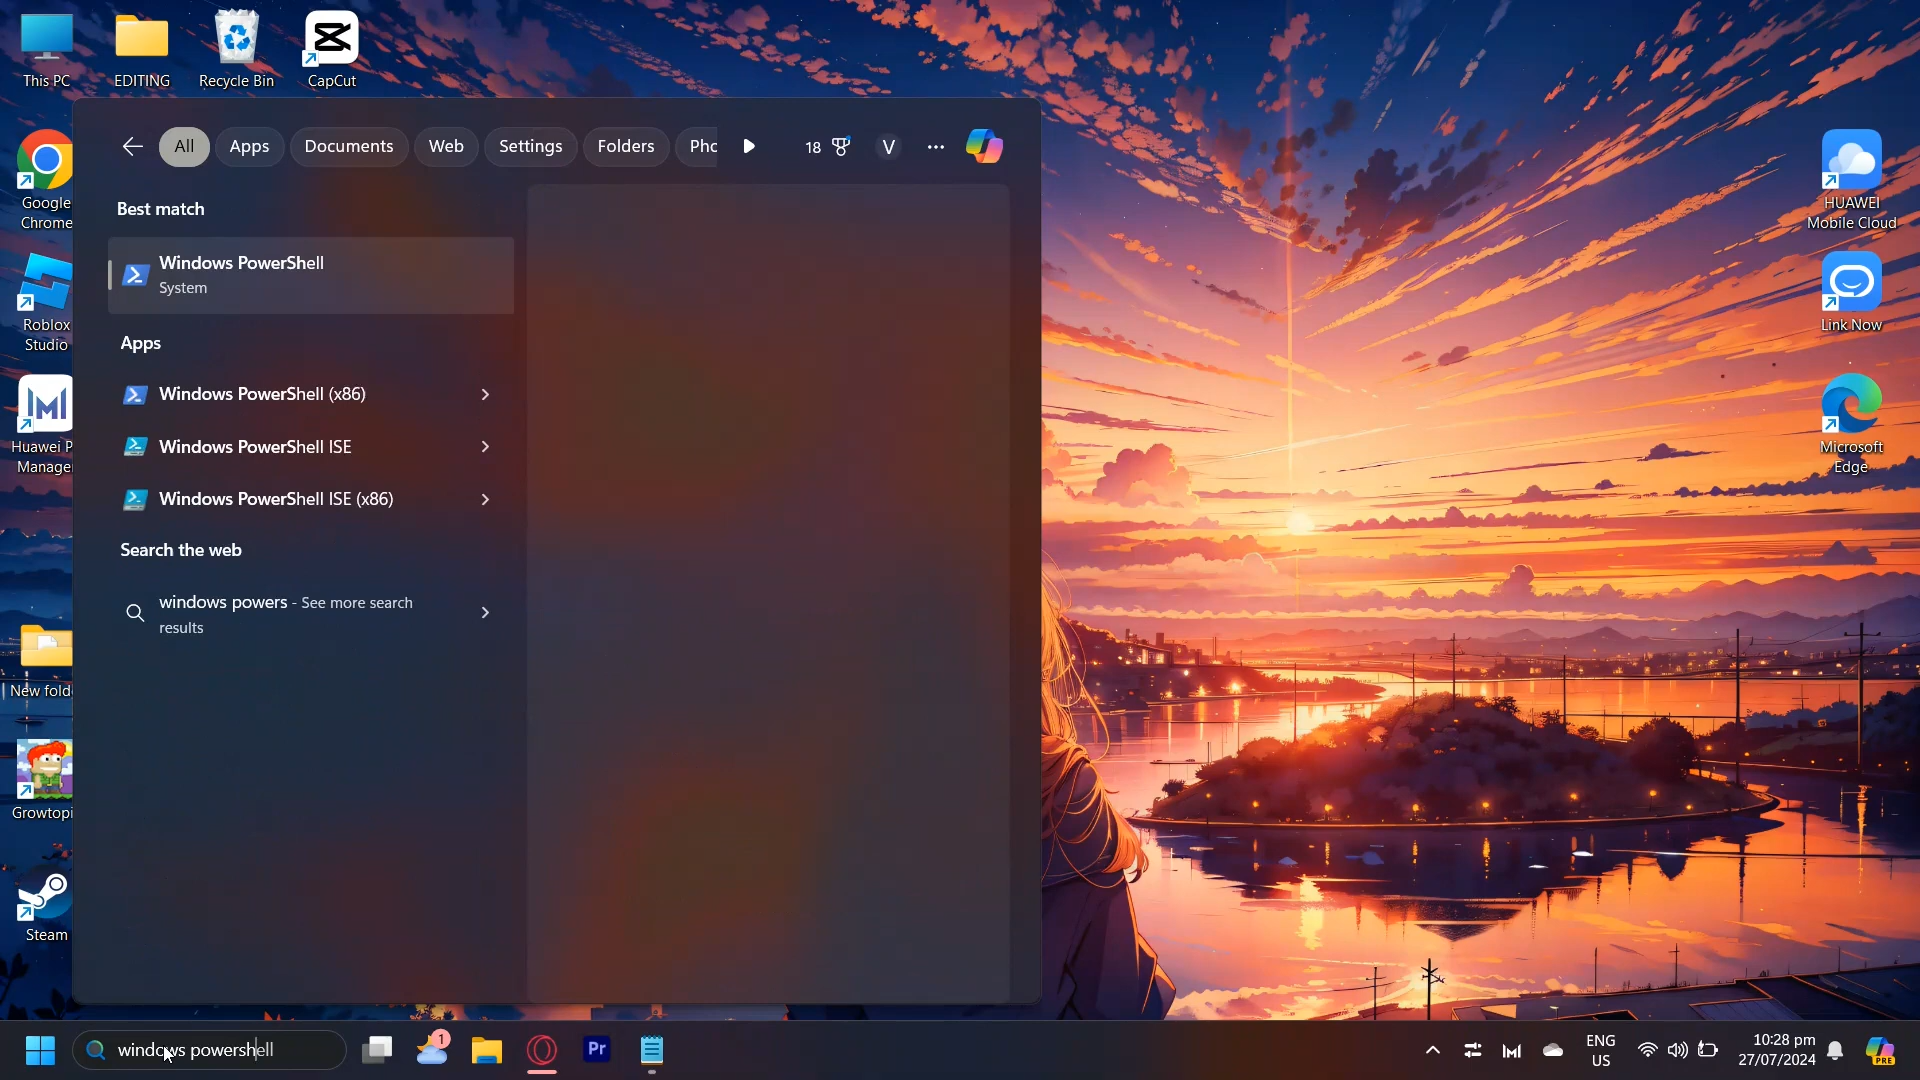 This PC
EDITING
Recycle Bin
CapCut
All
Apps
Documents
Web
Settings
Folders
Pho
18
V
Google
Chrome
Best match
Windows PowerShell
System
Roblox
Studio
Apps
Windows PowerShell (x86)
Huawei P
Manage
Windows PowerShell ISE
Windows PowerShell ISE (x86)
Search the web
windows powers - See more search
results
New fold
Growtopi
Steam
HUAWEI
Mobile Cloud
Link Now
Microsoft
Edge
windows powershell
1
Pr
ENG
US
10:28 pm
27/07/2024
PRE